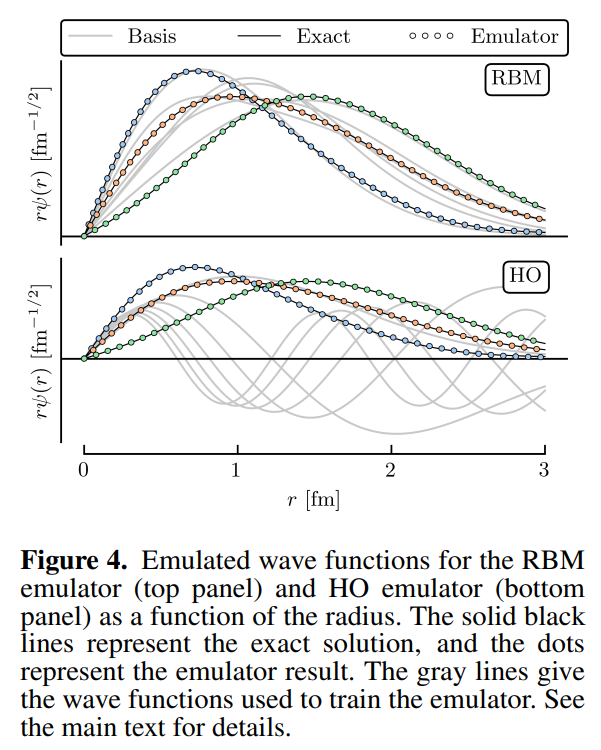 Basis Exact Emulator
RBM
rψ(r) [fm⁻¹/²]
HO
rψ(r) [fm⁻¹/²]
0 1 2 3
r [fm]
Figure 4. Emulated wave functions for the RBM
emulator (top panel) and HO emulator (bottom
panel) as a function of the radius. The solid black
lines represent the exact solution, and the dots
represent the emulator result. The gray lines give
the wave functions used to train the emulator. See
the main text for details.